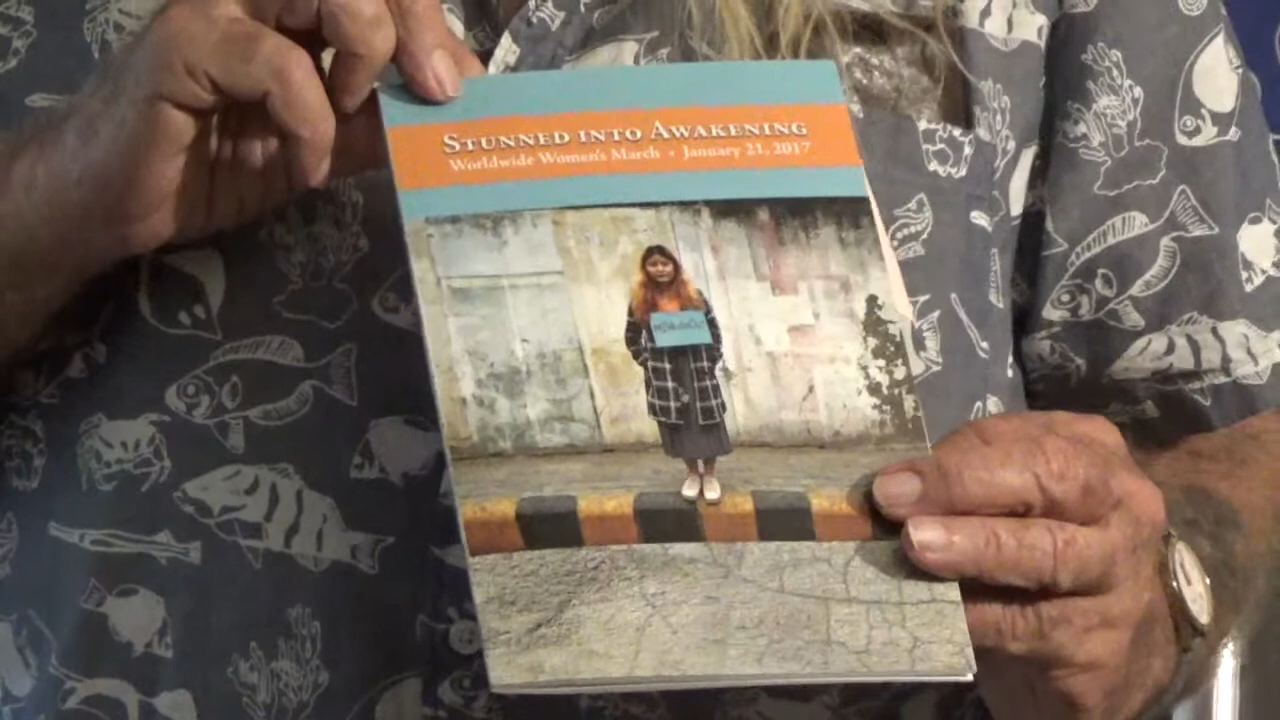 Stunned into Awakening
Worldwide Women's March • January 21, 2017